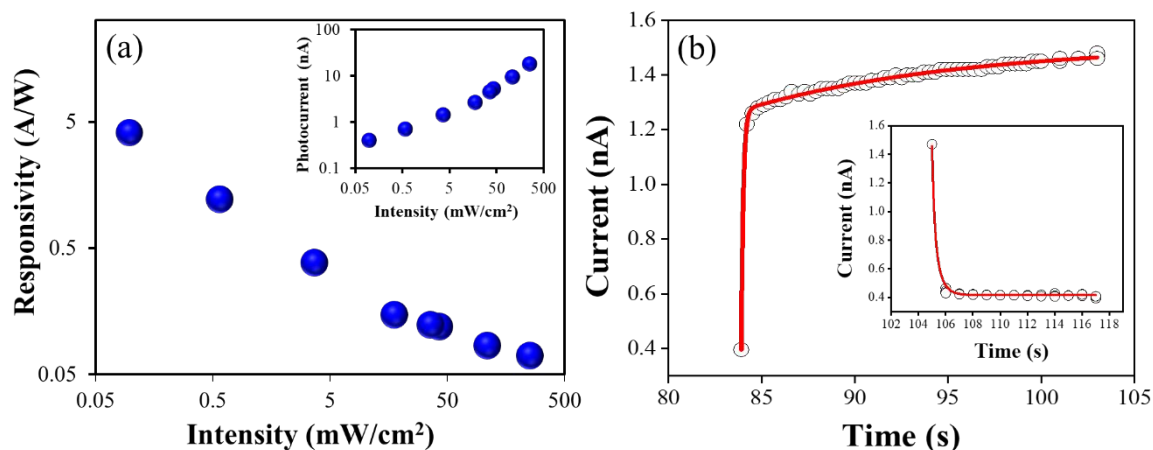 (a)
Responsivity (A/W)
5
0.5
0.05
0.05 0.5 5 50 500
Intensity (mW/cm²)
Photocurrent (nA)
100
10
1
0.1
0.05 0.5 5 50 500
Intensity (mW/cm²)
(b)
Current (nA)
1.6
1.4
1.2
1.0
0.8
0.6
0.4
80 85 90 95 100 105
Time (s)
Current (nA)
1.6
1.4
1.2
1.0
0.8
0.6
0.4
102 104 106 108 110 112 114 116 118
Time (s)